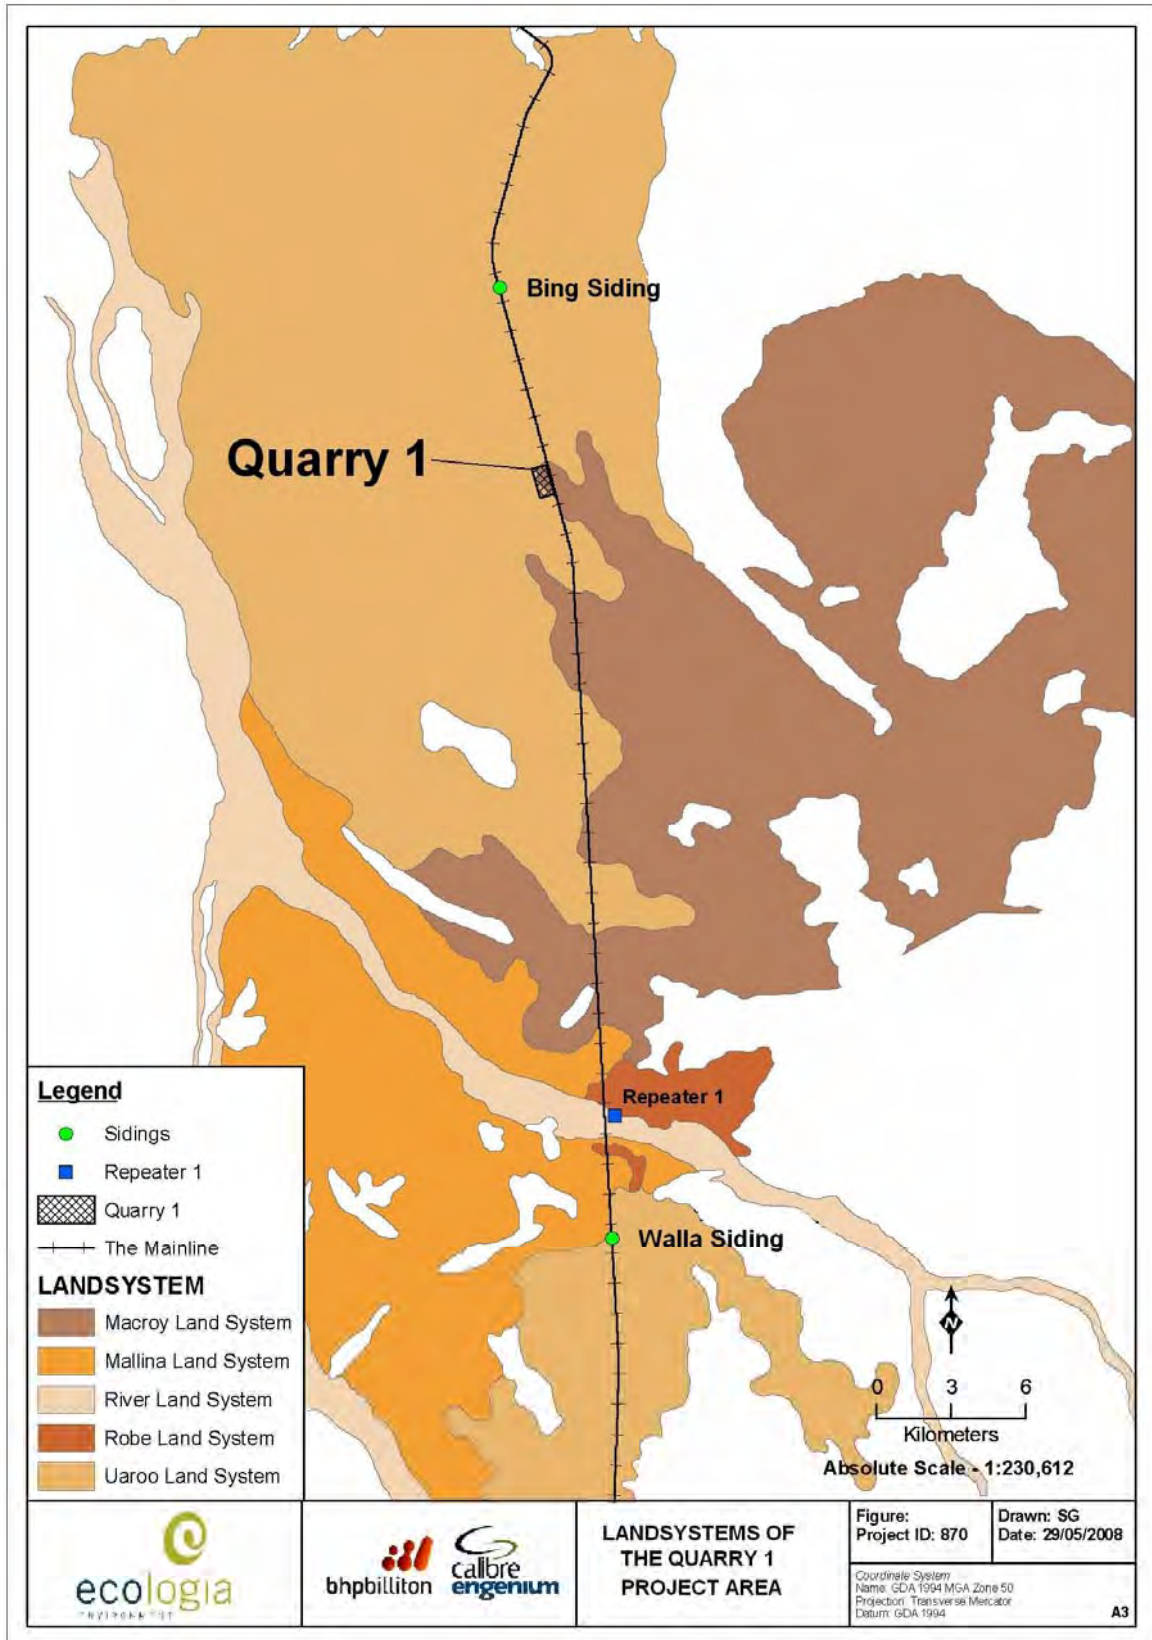 Bing Siding
Quarry 1
Repeater 1
Walla Siding
Legend
Sidings
Repeater 1
Quarry 1
The Mainline
LANDSYSTEM
Macroy Land System
Mallina Land System
River Land System
Robe Land System
Uaroo Land System
N
0 3 6
Kilometers
Absolute Scale - 1:230,612
ecologia
ENVIRONMENT
bhpbilliton
calibre
engenium
LANDSYSTEMS OF
THE QUARRY 1
PROJECT AREA
Figure:
Project ID: 870
Drawn: SG
Date: 29/05/2008
Coordinate System
Name: GDA 1994 MGA Zone 50
Projection: Transverse Mercator
Datum: GDA 1994
A3